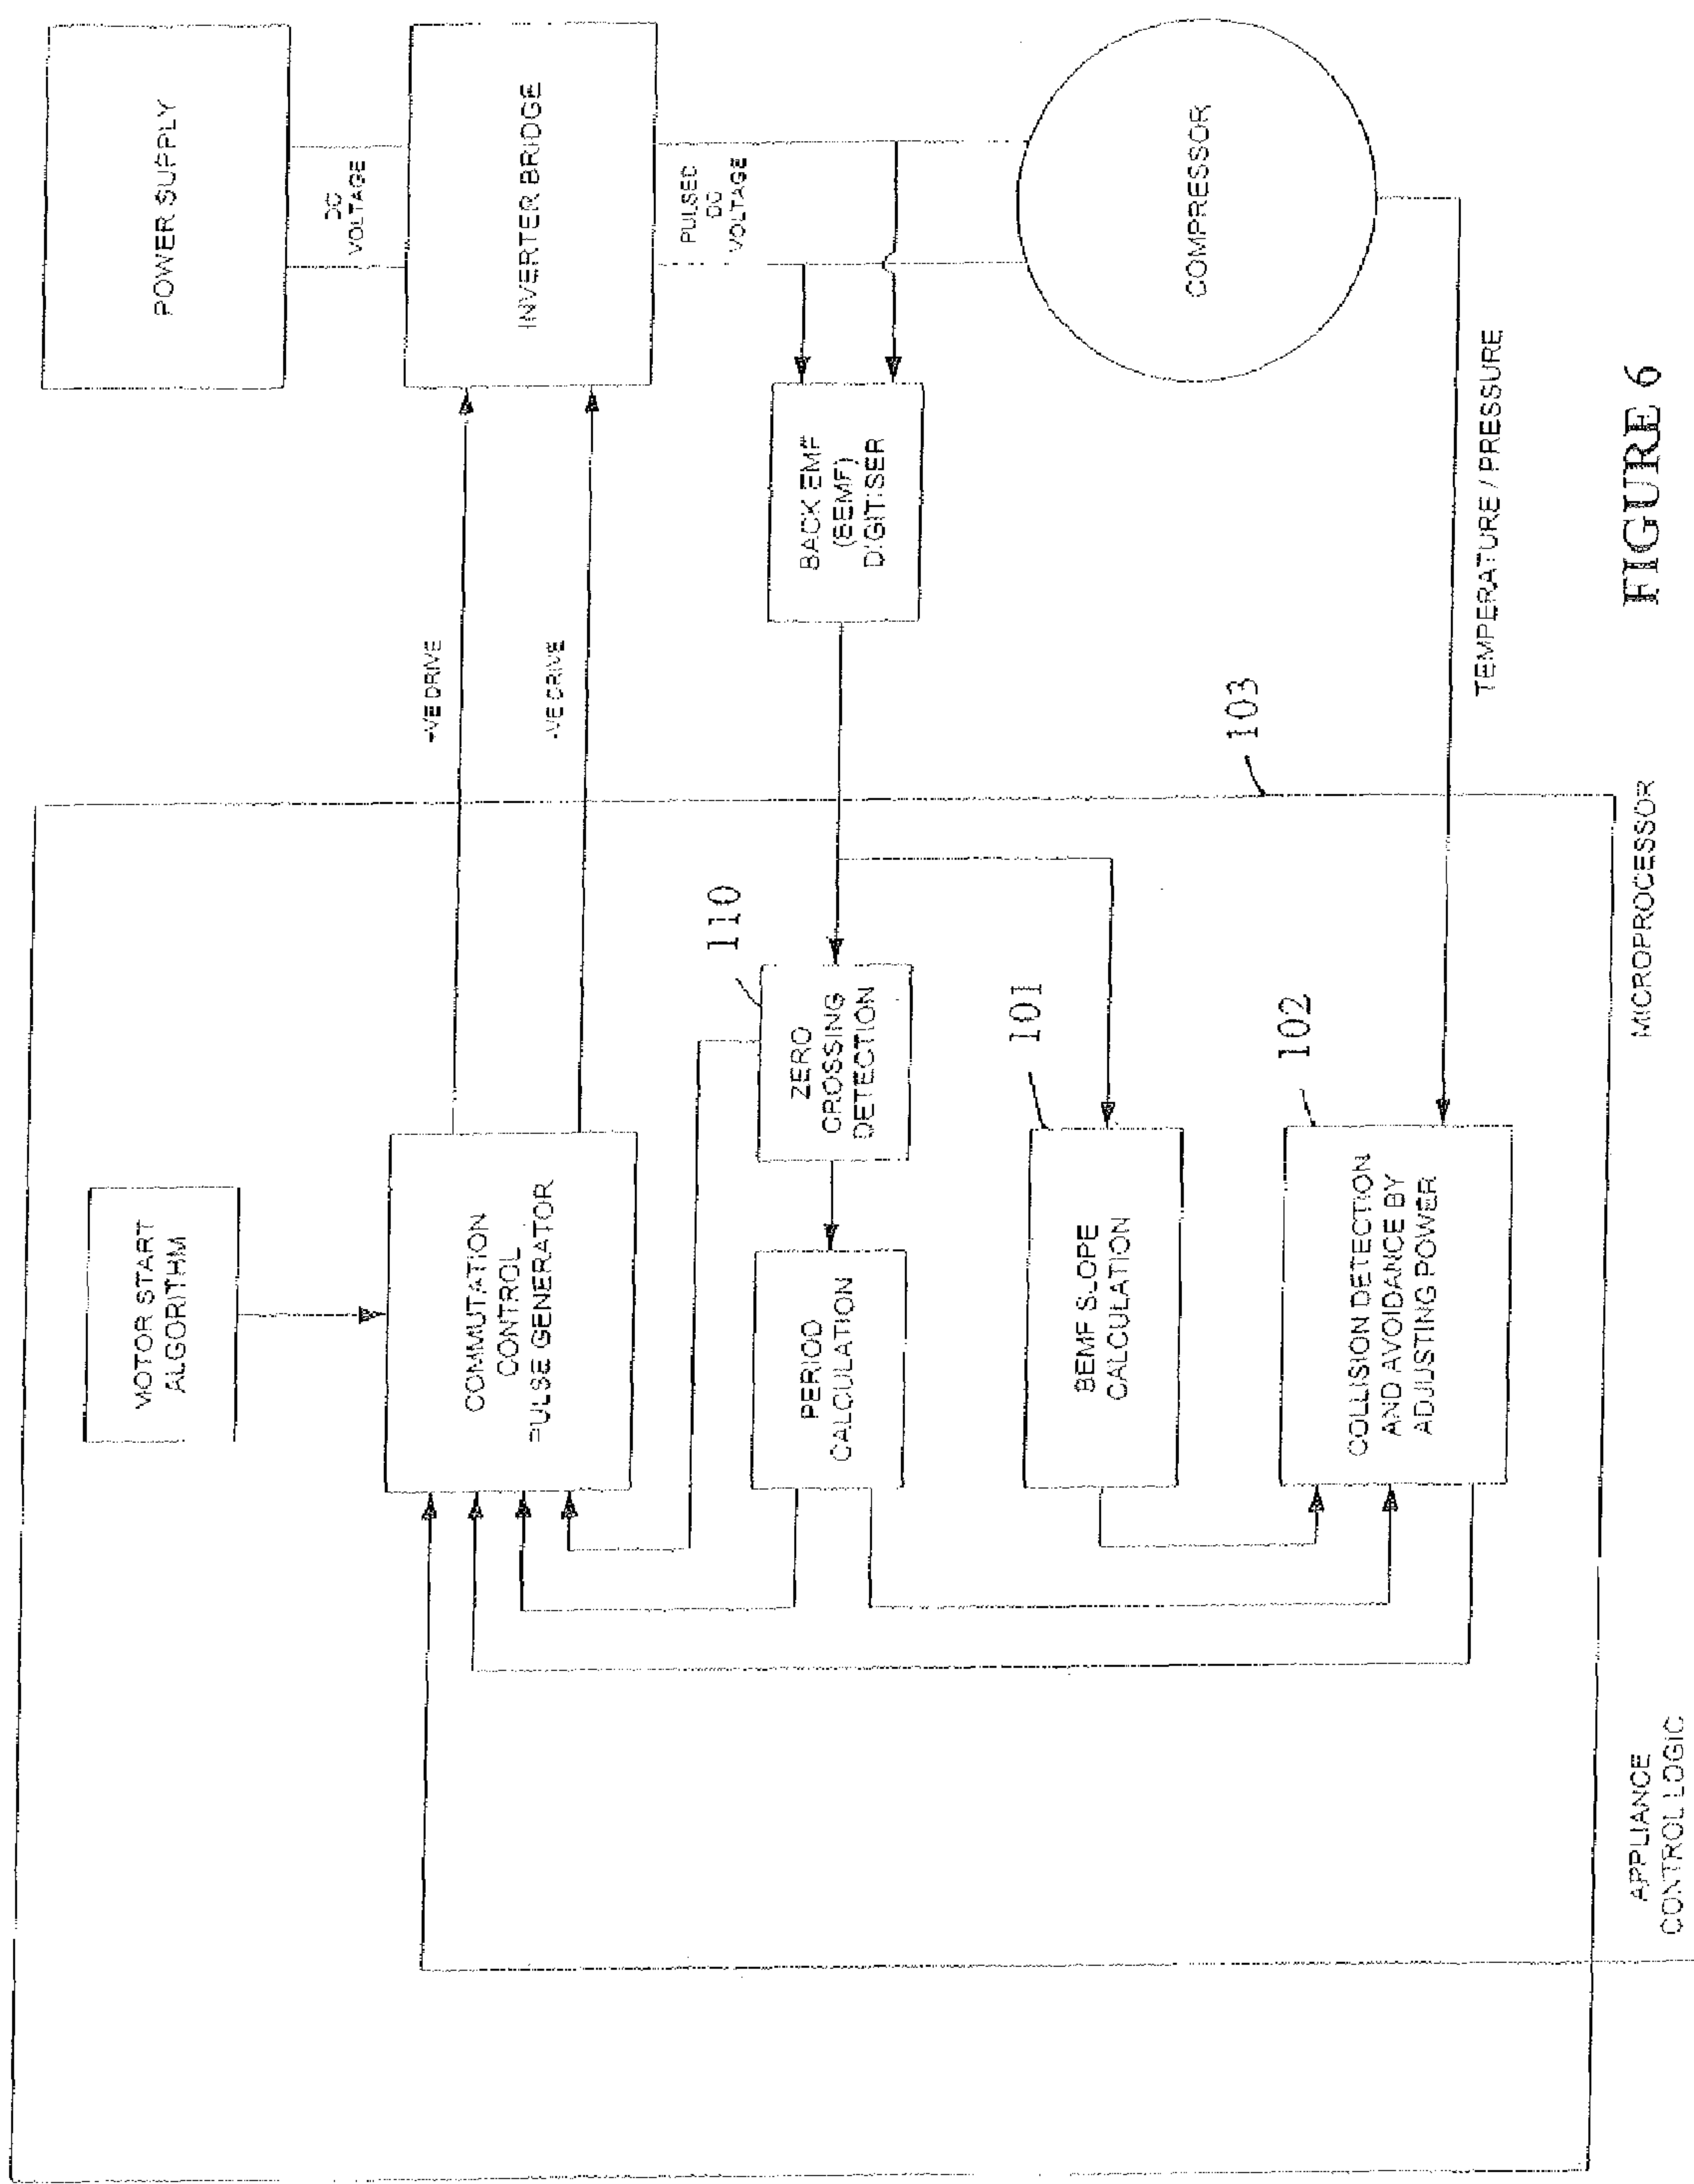 POWER SUPPLY
DC
VOLTAGE
INVERTER BRIDGE
PULSED
DC
VOLTAGE
COMPRESSOR
BACK EMF
(BEMF)
DIGITISER
+VE DRIVE
-VE DRIVE
TEMPERATURE / PRESSURE
103
MICROPROCESSOR
MOTOR START
ALGORITHM
COMMUTATION
CONTROL
PULSE GENERATOR
110
ZERO
CROSSING
DETECTION
PERIOD
CALCULATION
101
BEMF SLOPE
CALCULATION
102
COLLISION DETECTION
AND AVOIDANCE BY
ADJUSTING POWER
APPLIANCE
CONTROL LOGIC
FIGURE 6